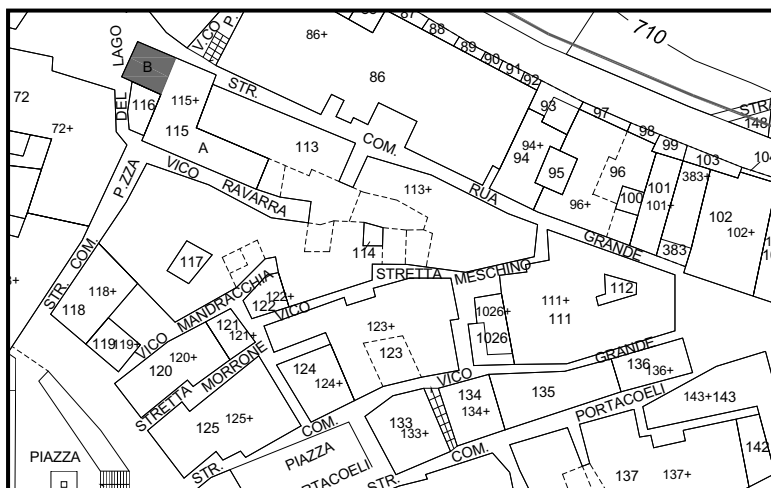 710
LAGO
V.CO P.
86+
87
88
89
90
91
92
B
STR.
86
93
97
STR
148
72
72+
DEL
116
115+
115
A
113
COM.
94+
94
98
99
103
104
95
96
P.ZZA
VICO
RAVARRA
113+
RUA
96+
100
101
101+
383+
102
102+
STR. COM.
117
114
GRANDE
383
STRETTA
MESCHINO
118+
118
MANDRACCHIA
122+
122
VICO
112
111+
111
1026+
1026
119
119+
VICO
121
121+
123+
123
120+
120
STRETTA MORRONE
124
124+
VICO
GRANDE
136
136+
134
134+
135
PORTACOELI
143+
143
125
125+
COM.
133
133+
STR.
PIAZZA
PIAZZA
RTACOELI
STR.
COM.
137
137+
142